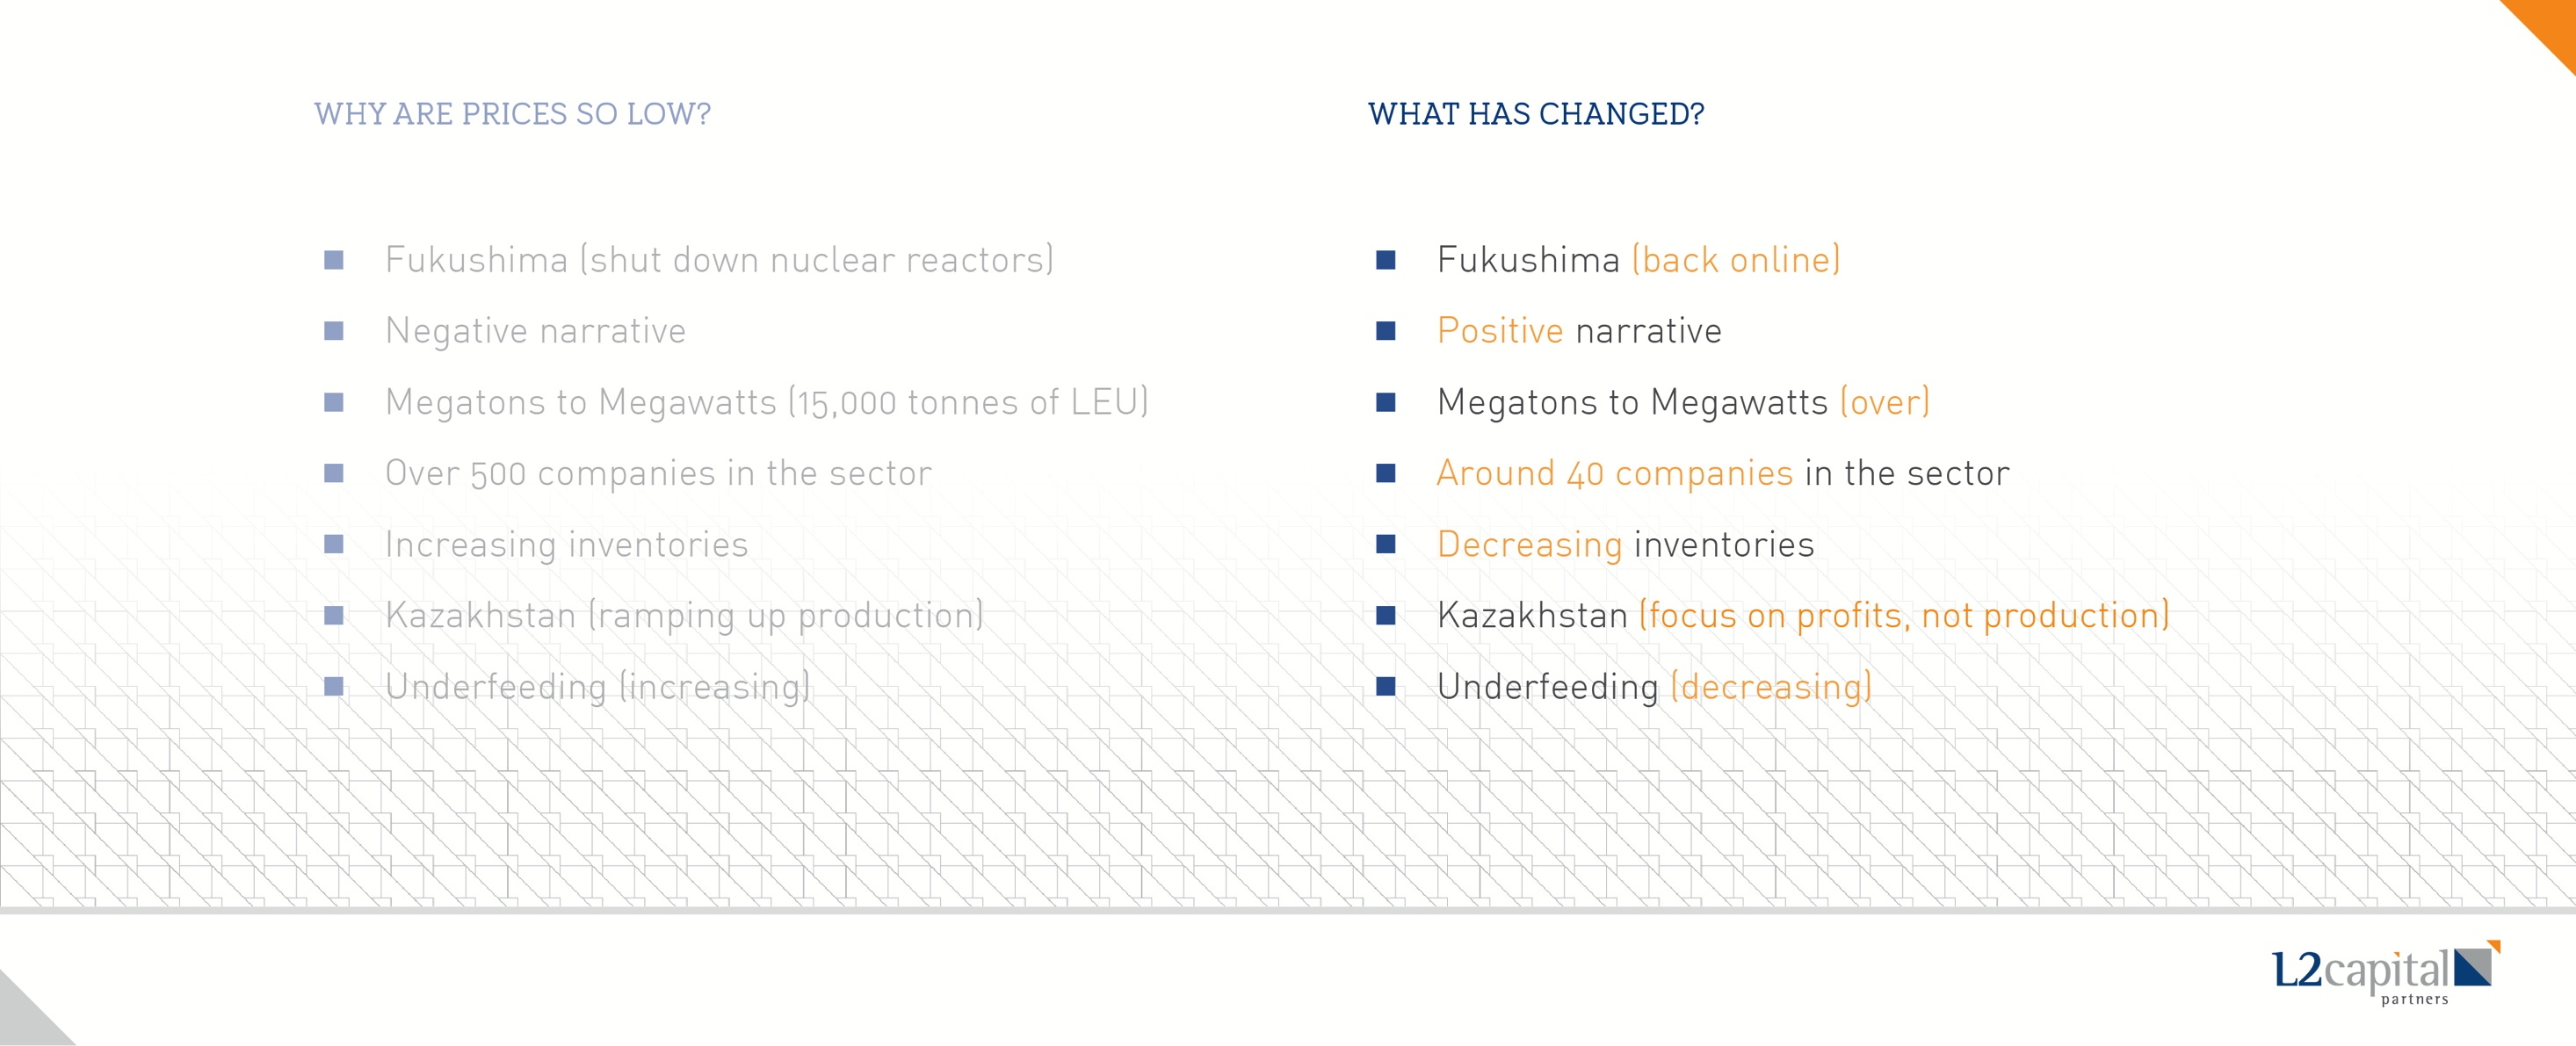 WHY ARE PRICES SO LOW?
Fukushima (shut down nuclear reactors)
Negative narrative
Megatons to Megawatts (15,000 tonnes of LEU)
Over 500 companies in the sector
Increasing inventories
Kazakhstan (ramping up production)
Underfeeding (increasing)
WHAT HAS CHANGED?
Fukushima (back online)
Positive narrative
Megatons to Megawatts (over)
Around 40 companies in the sector
Decreasing inventories
Kazakhstan (focus on profits, not production)
Underfeeding (decreasing)
L2capital
partners